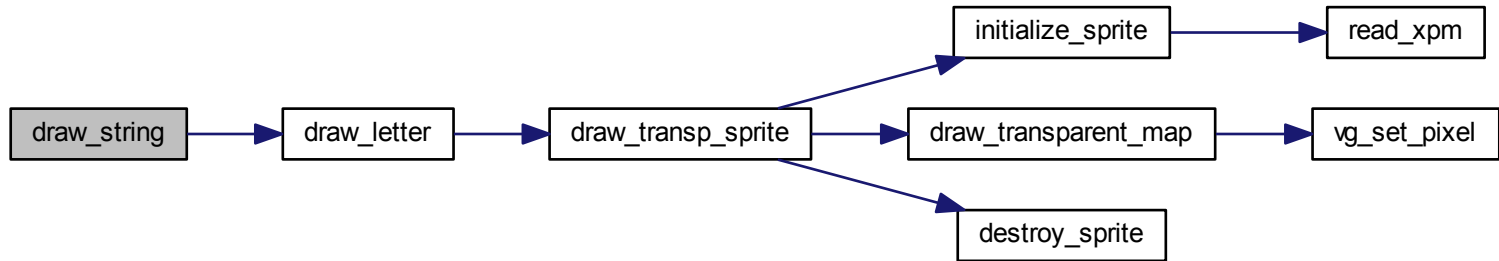 initialize_sprite
read_xpm
draw_string
draw_letter
draw_transp_sprite
draw_transparent_map
vg_set_pixel
destroy_sprite